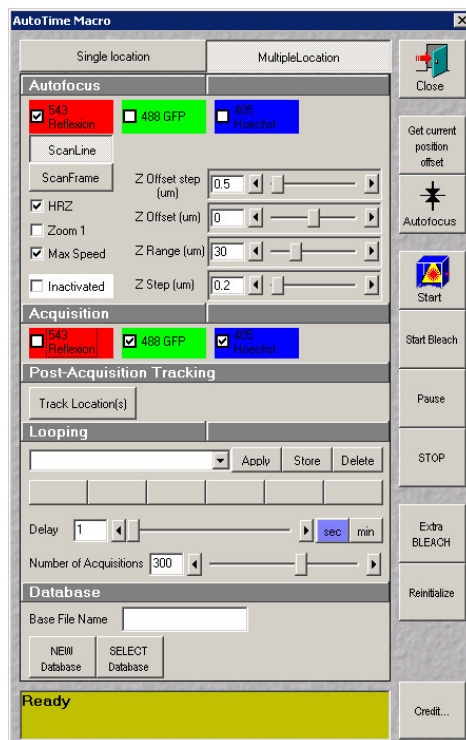 AutoTime Macro
Single location MultipleLocation
Close
Autofocus
543 Reflexion 488 GFP 405 Hoechst
ScanLine
ScanFrame
HRZ
Zoom 1
Max Speed
Inactivated
Z Offset step (um) 0.5
Z Offset (um) 0
Z Range (um) 30
Z Step (um) 0.2
Get current position offset
Autofocus
Start
Acquisition
543 Reflexion 488 GFP 405 Hoechst
Start Bleach
Post-Acquisition Tracking
Track Location(s)
Pause
Looping
Apply Store Delete
STOP
Delay 1 sec min
Number of Acquisitions 300
Extra BLEACH
Database
Reinitialize
Base File Name
NEW Database SELECT Database
Ready
Credit...